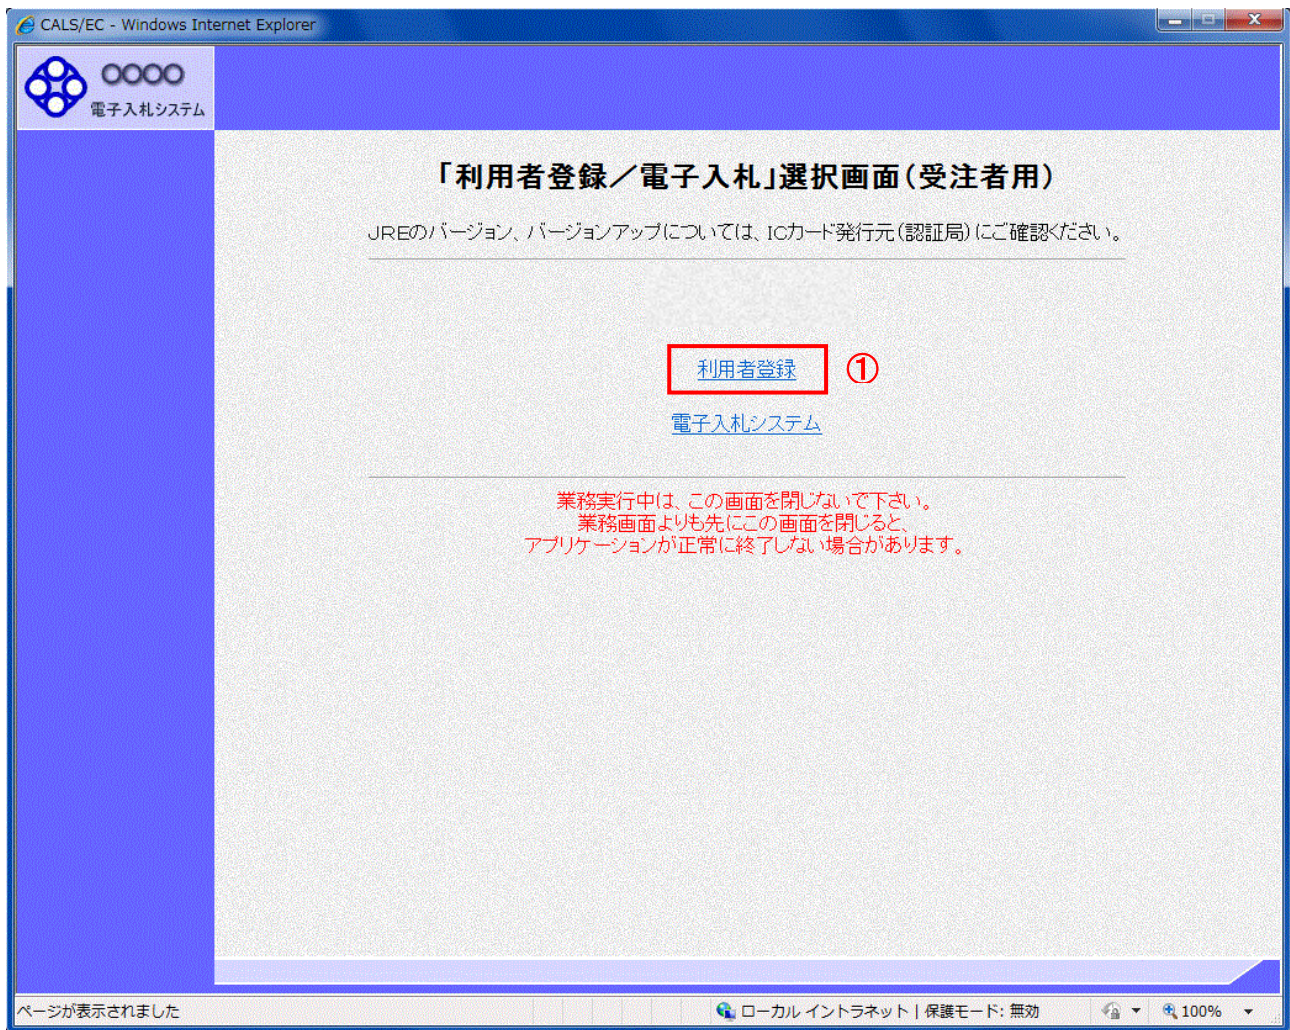 CALS/EC - Windows Internet Explorer
○○○○
電子入札システム
「利用者登録／電子入札」選択画面（受注者用）
JREのバージョン、バージョンアップについては、ICカード発行元（認証局）にご確認ください。
利用者登録 ①
電子入札システム
業務実行中は、この画面を閉じないで下さい。
業務画面よりも先にこの画面を閉じると、
アプリケーションが正常に終了しない場合があります。
ページが表示されました ローカル イントラネット | 保護モード: 無効 100%